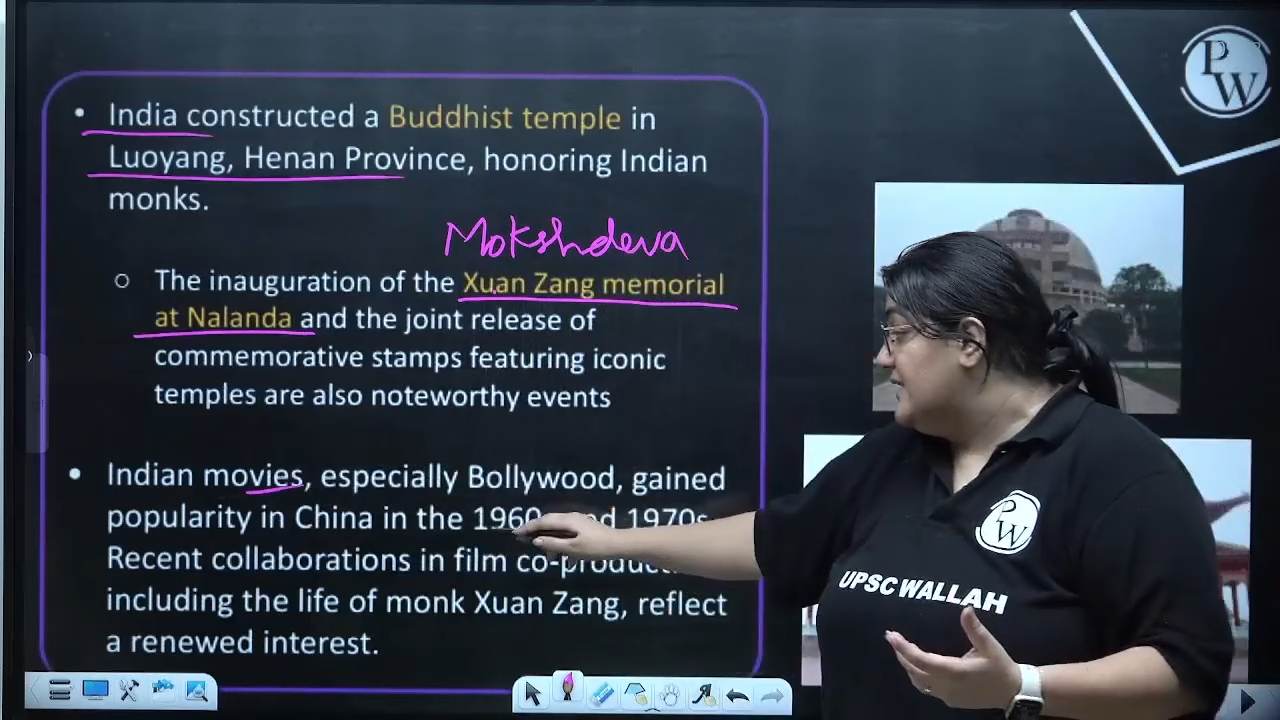 • India constructed a Buddhist temple in
Luoyang, Henan Province, honoring Indian
monks.
Mokshdeva
○ The inauguration of the Xuan Zang memorial
at Nalanda and the joint release of
commemorative stamps featuring iconic
temples are also noteworthy events
• Indian movies, especially Bollywood, gained
popularity in China in the 1960 1970s
Recent collaborations in film
including the life of monk Xuan Zang, reflect
a renewed interest.
PW
PW
UPSC WALLAH